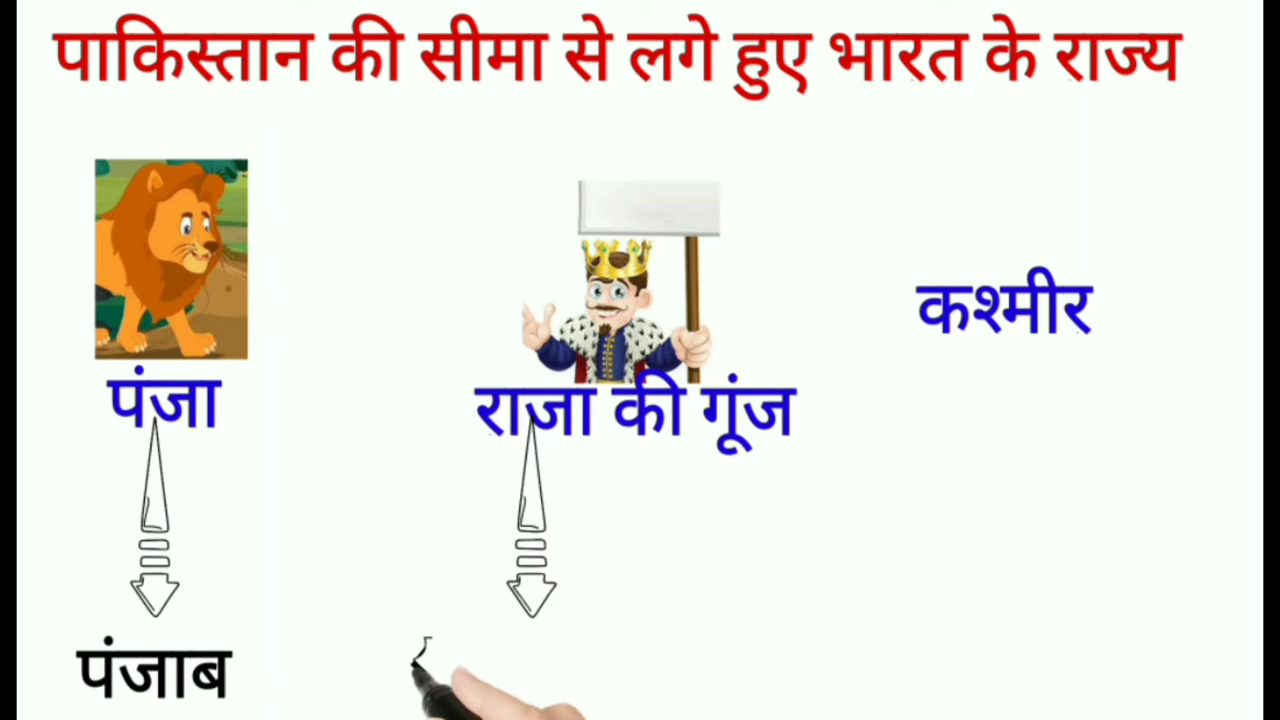 पाकिस्तान की सीमा से लगे हुए भारत के राज्य
कश्मीर
पंजा
राजा की गूंज
पंजाब